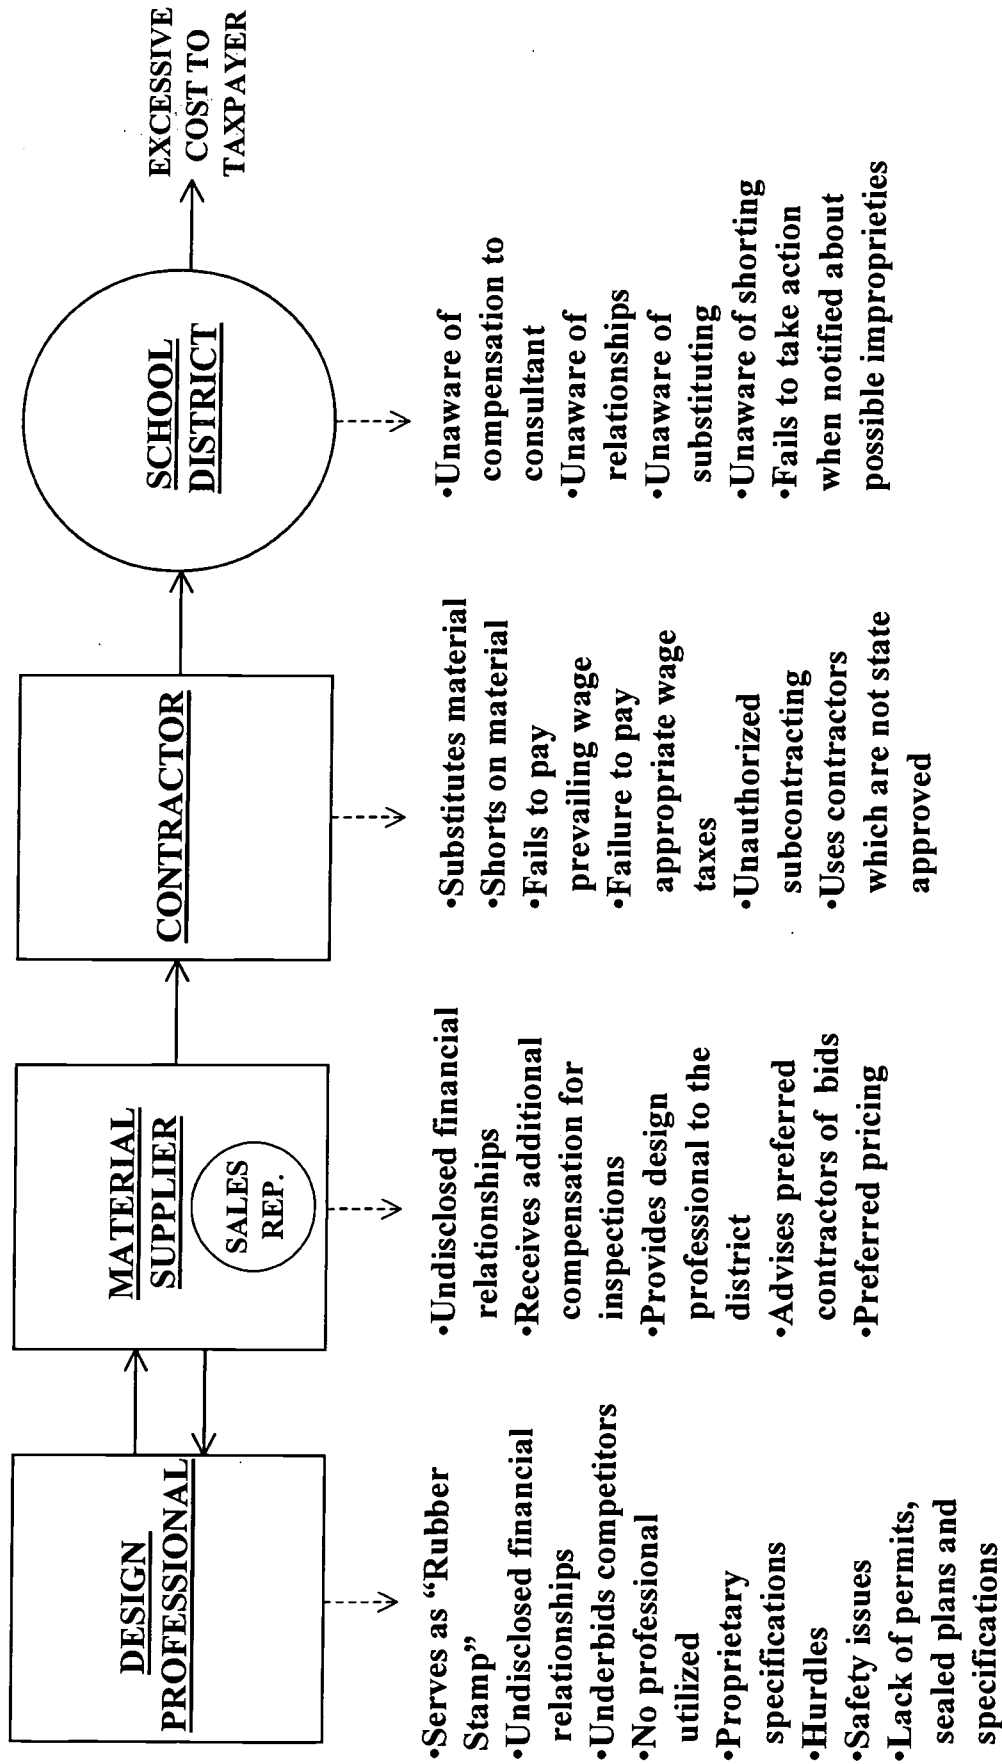 DESIGN
PROFESSIONAL
•Serves as “Rubber
Stamp”
•Undisclosed financial
relationships
•Underbids competitors
•No professional
utilized
•Proprietary
specifications
•Hurdles
•Safety issues
•Lack of permits,
sealed plans and
specifications
MATERIAL
SUPPLIER
SALES
REP.
•Undisclosed financial
relationships
•Receives additional
compensation for
inspections
•Provides design
professional to the
district
•Advises preferred
contractors of bids
•Preferred pricing
CONTRACTOR
•Substitutes material
•Shorts on material
•Fails to pay
prevailing wage
•Failure to pay
appropriate wage
taxes
•Unauthorized
subcontracting
•Uses contractors
which are not state
approved
SCHOOL
DISTRICT
•Unaware of
compensation to
consultant
•Unaware of
relationships
•Unaware of
substituting
•Unaware of shorting
•Fails to take action
when notified about
possible improprieties
EXCESSIVE
COST TO
TAXPAYER